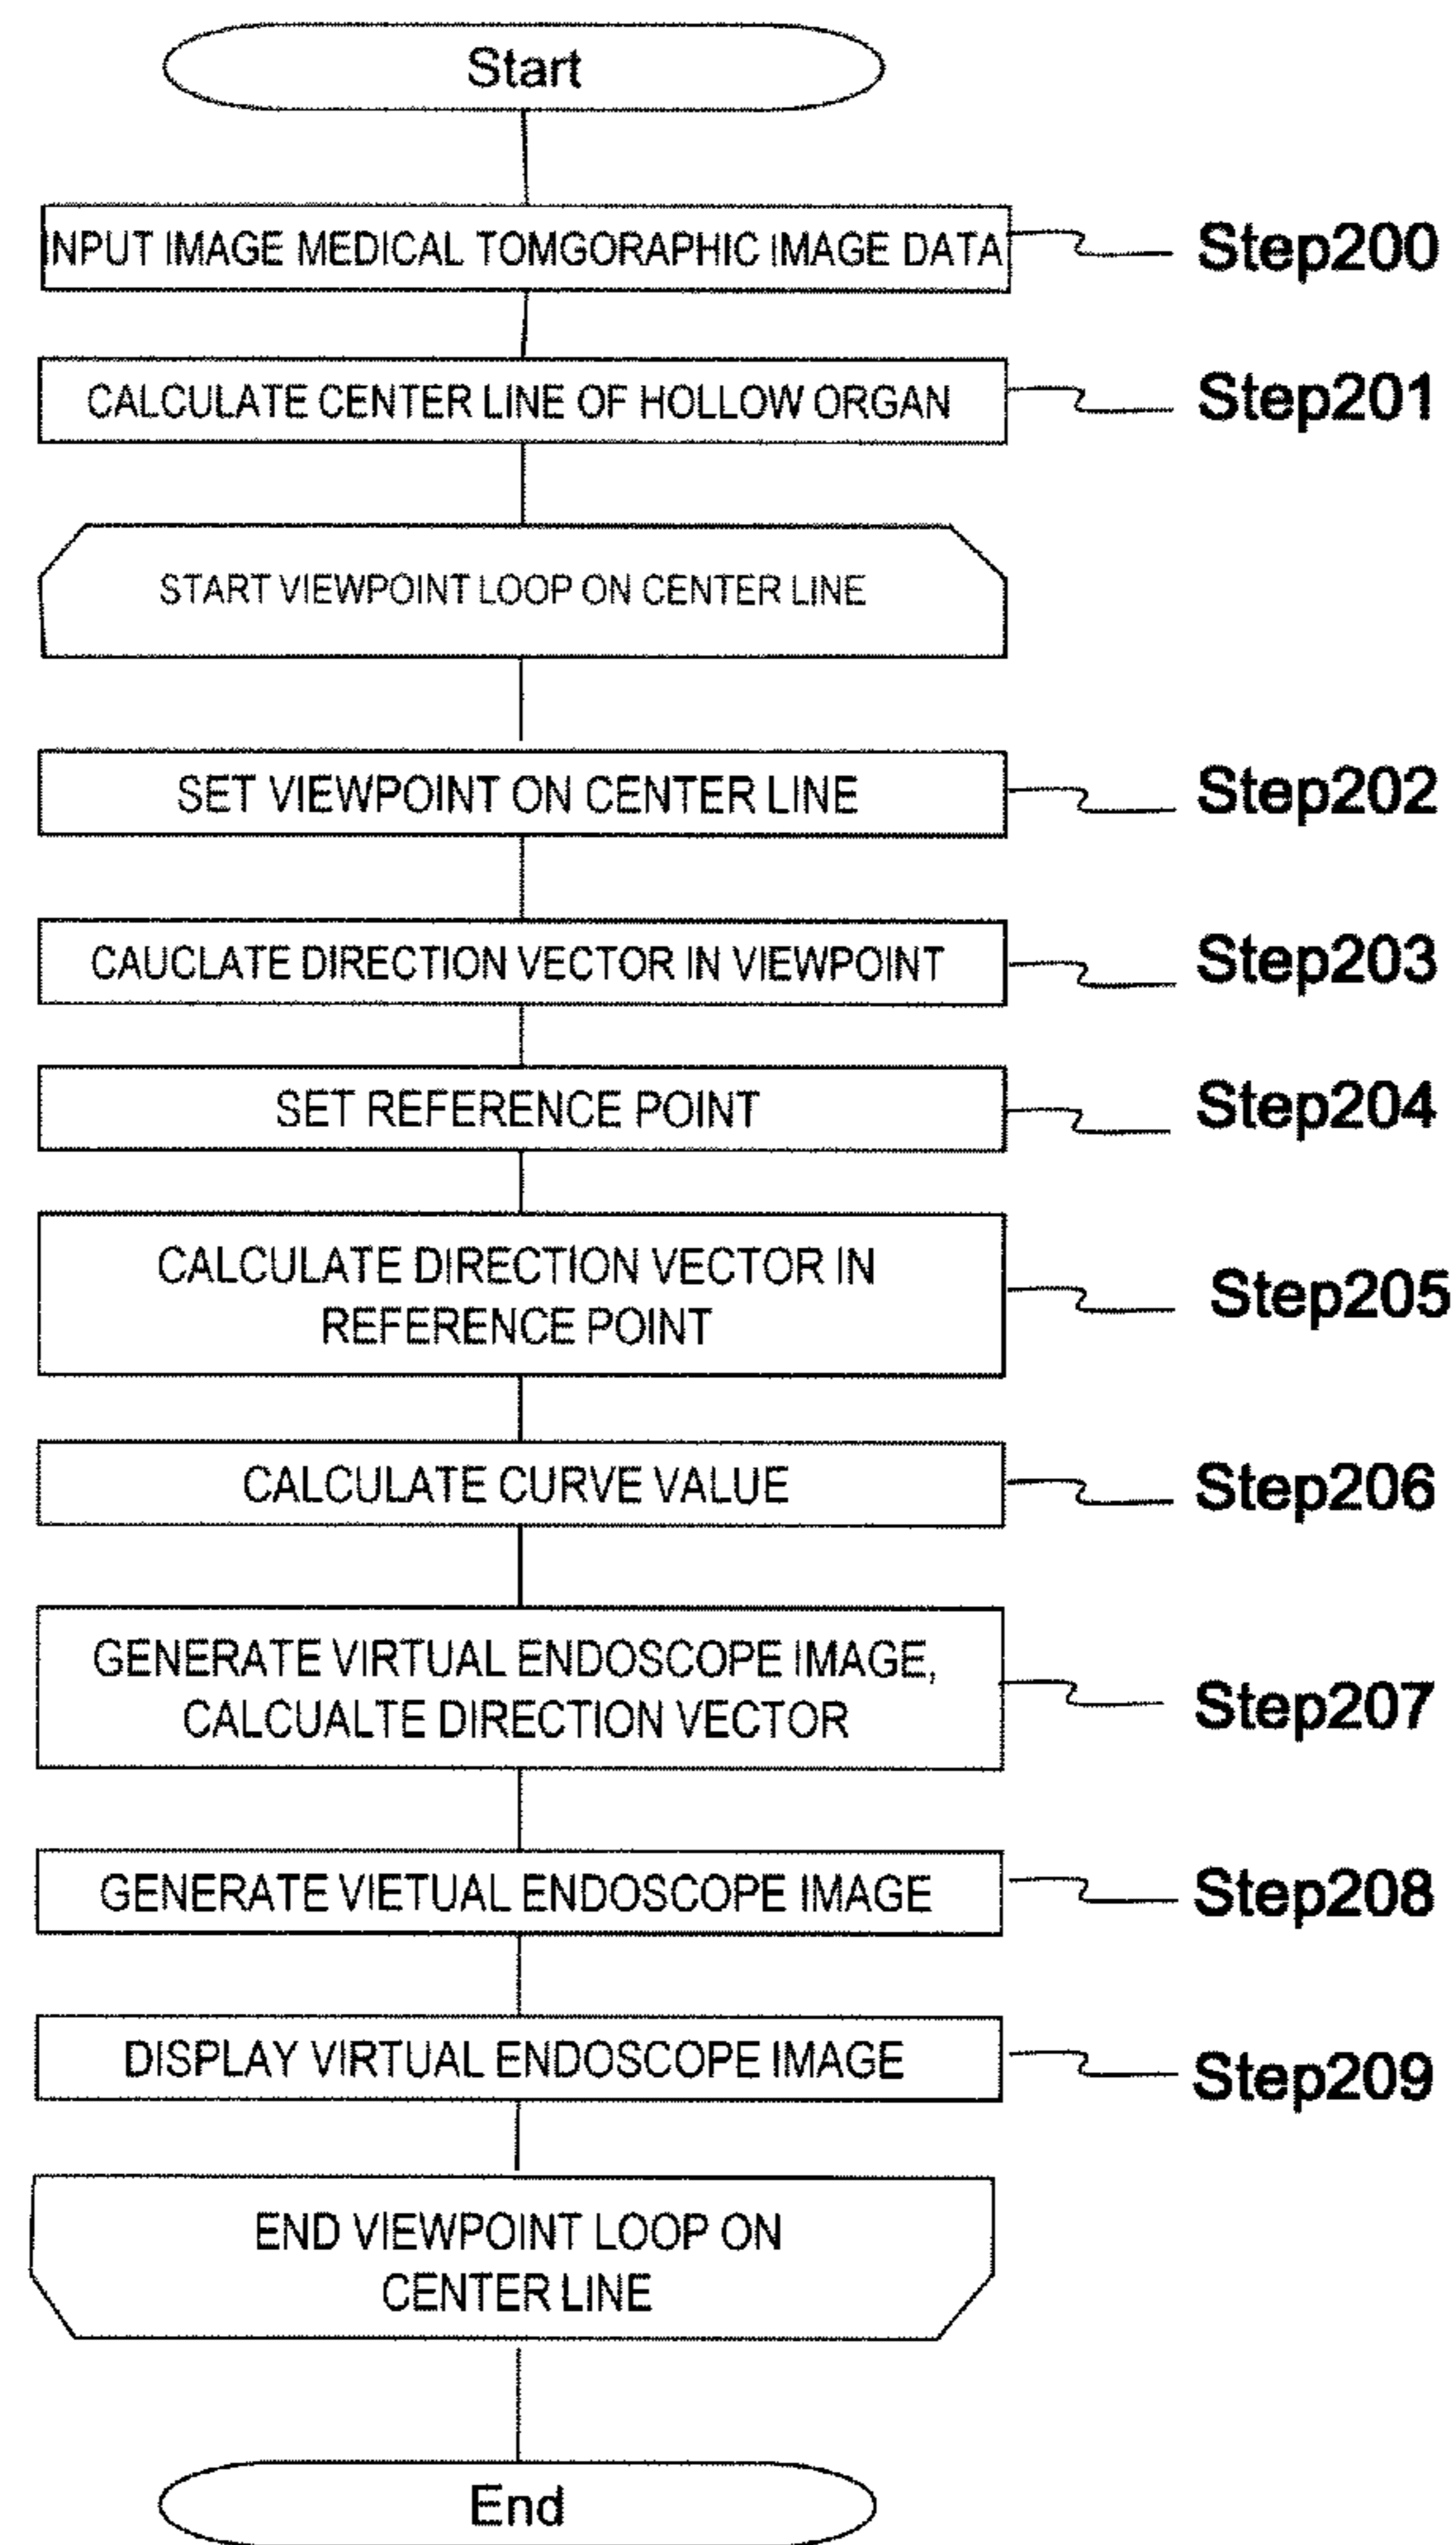 Start
INPUT IMAGE MEDICAL TOMGORAPHIC IMAGE DATA
Step200
CALCULATE CENTER LINE OF HOLLOW ORGAN
Step201
START VIEWPOINT LOOP ON CENTER LINE
SET VIEWPOINT ON CENTER LINE
Step202
CAUCLATE DIRECTION VECTOR IN VIEWPOINT
Step203
SET REFERENCE POINT
Step204
CALCULATE DIRECTION VECTOR IN
REFERENCE POINT
Step205
CALCULATE CURVE VALUE
Step206
GENERATE VIRTUAL ENDOSCOPE IMAGE,
CALCUALTE DIRECTION VECTOR
Step207
GENERATE VIETUAL ENDOSCOPE IMAGE
Step208
DISPLAY VIRTUAL ENDOSCOPE IMAGE
Step209
END VIEWPOINT LOOP ON
CENTER LINE
End